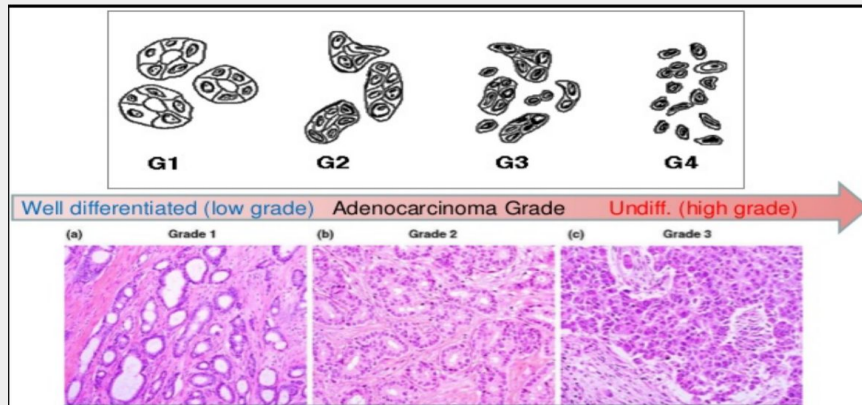 G1 G2 G3 G4
Well differentiated (low grade) Adenocarcinoma Grade Undiff. (high grade)
(a) Grade 1 (b) Grade 2 (c) Grade 3